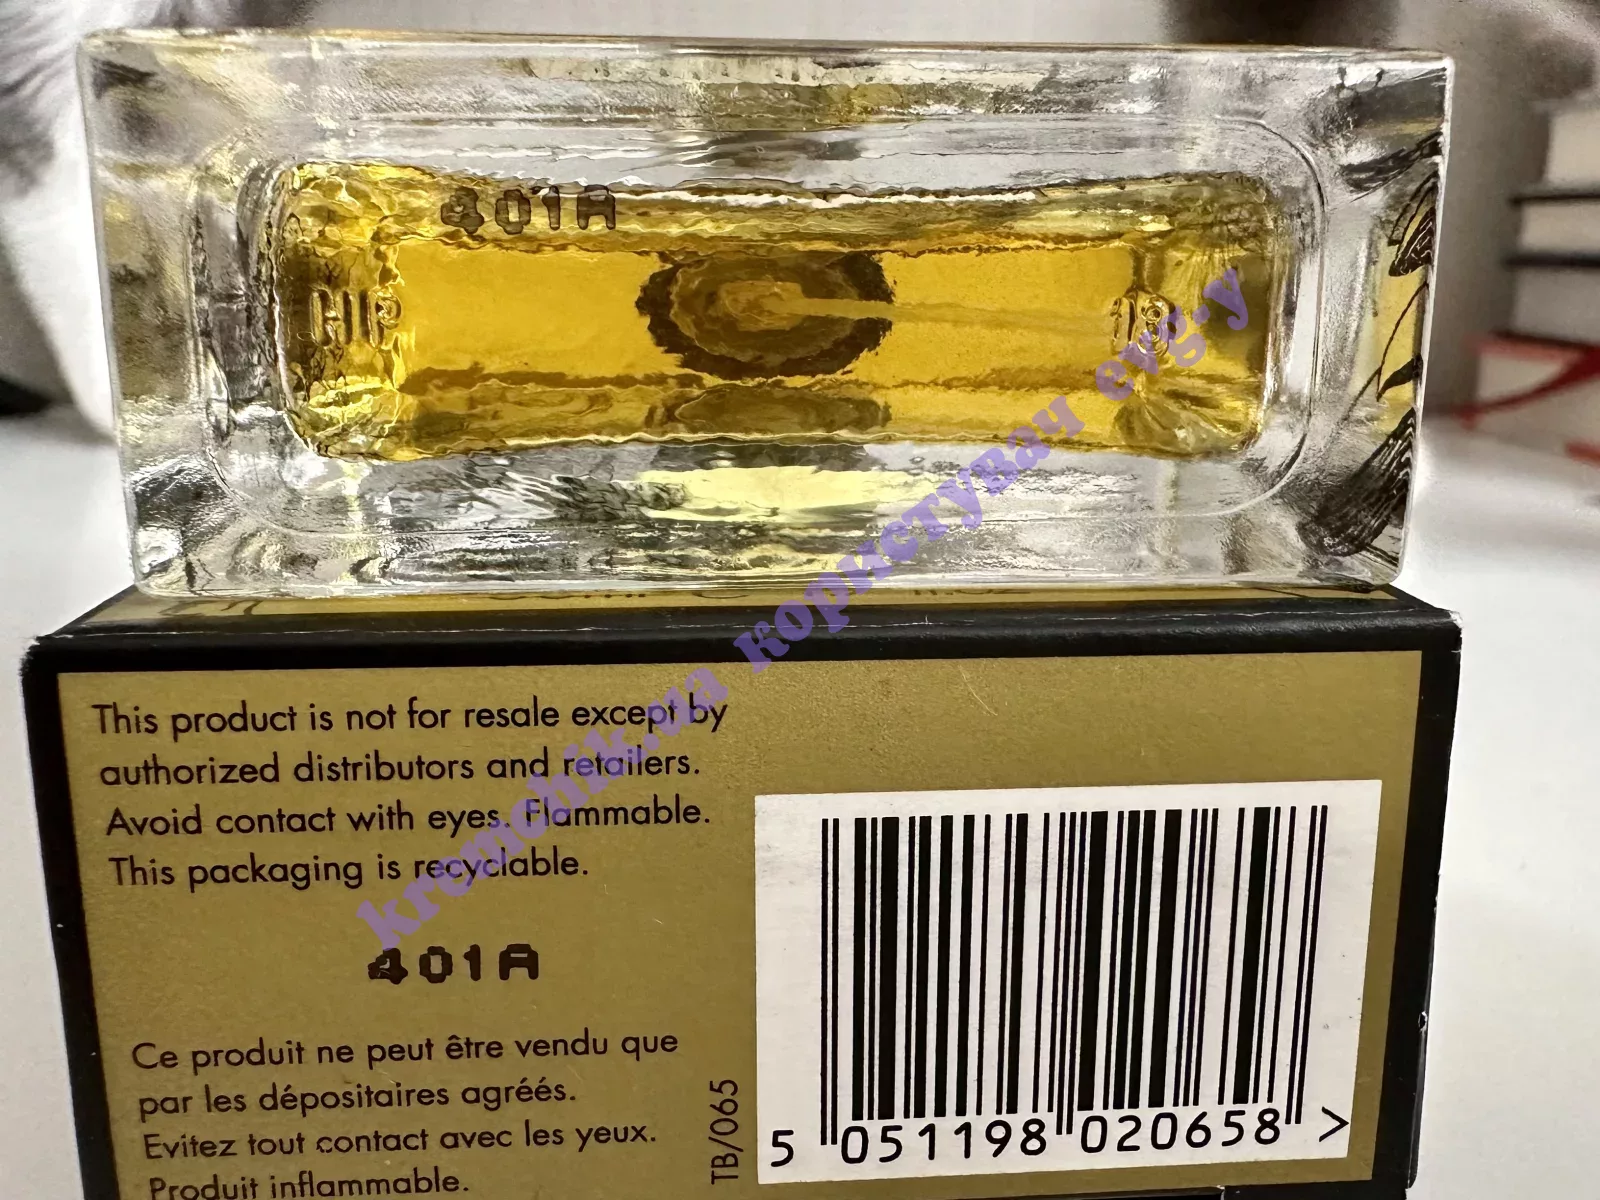 401A
HP
18
This product is not for resale except by
authorized distributors and retailers.
Avoid contact with eyes. Flammable.
This packaging is recyclable.
401A
Ce produit ne peut être vendu que
par les dépositaires agréés.
Evitez tout contact avec les yeux.
Produit inflammable.
TB/065
5 051198 020658 >
kremchik.ua користувач evg-y